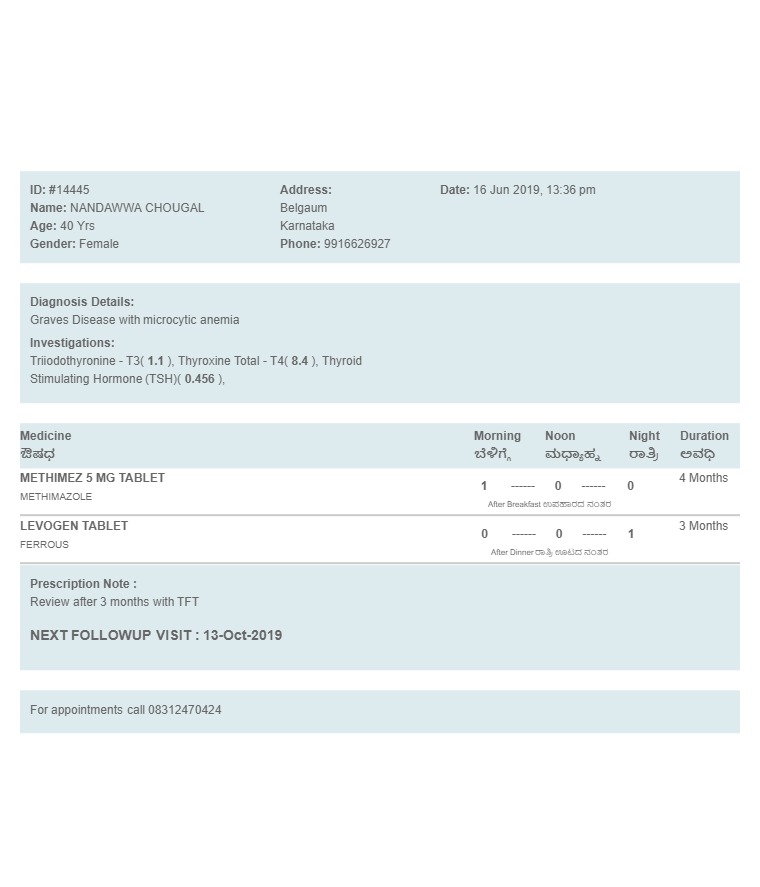 ID: #14445
Name: NANDAWWA CHOUGAL
Age: 40 Yrs
Gender: Female
Address:
Belgaum
Karnataka
Phone: 9916626927
Date: 16 Jun 2019, 13:36 pm
Diagnosis Details:
Graves Disease with microcytic anemia
Investigations:
Triiodothyronine - T3( 1.1 ), Thyroxine Total - T4( 8.4 ), Thyroid
Stimulating Hormone (TSH)( 0.456 ),
Medicine Morning Noon Night Duration
ಔಷಧ ಬೆಳಿಗ್ಗೆ ಮಧ್ಯಾಹ್ನ ರಾತ್ರಿ ಅವಧಿ
METHIMEZ 5 MG TABLET 4 Months
1 ------ 0 ------ 0
METHIMAZOLE
After Breakfast ಉಪಹಾರದ ನಂತರ
LEVOGEN TABLET 3 Months
0 ------ 0 ------ 1
FERROUS
After Dinner ರಾತ್ರಿ ಊಟದ ನಂತರ
Prescription Note :
Review after 3 months with TFT
NEXT FOLLOWUP VISIT : 13-Oct-2019
For appointments call 08312470424